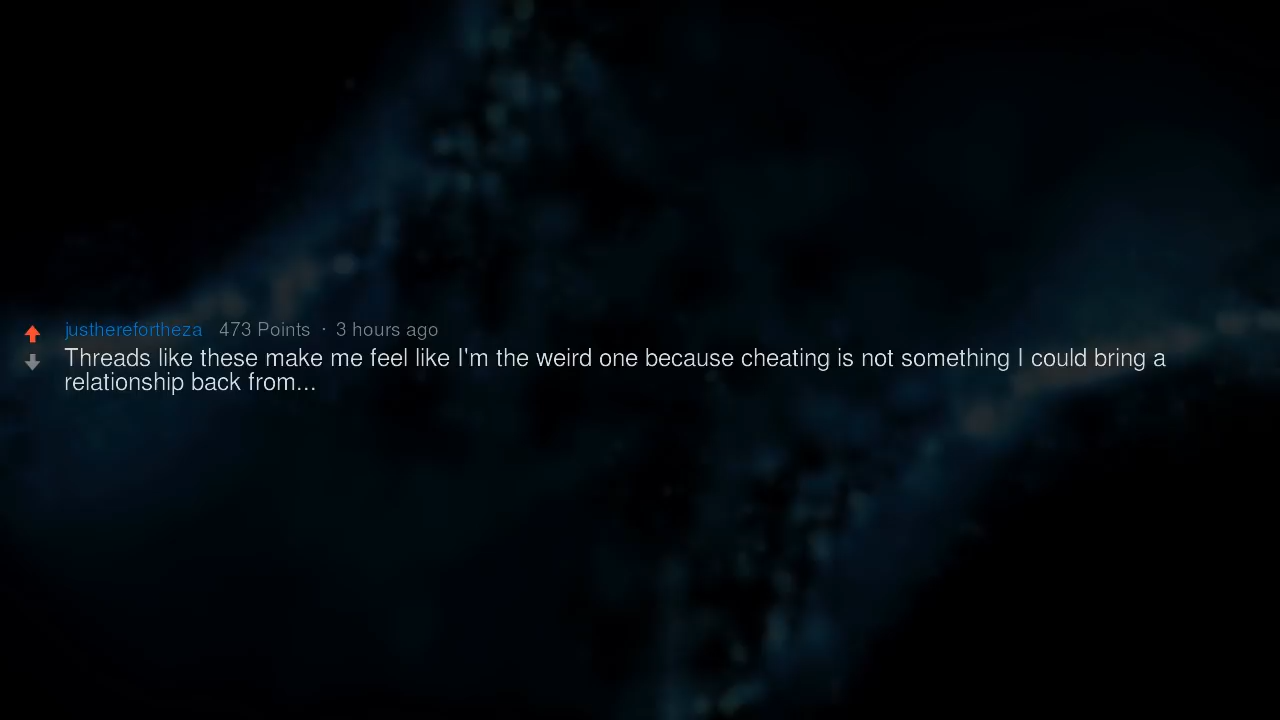 justherefortheza 473 Points · 3 hours ago
Threads like these make me feel like I'm the weird one because cheating is not something I could bring a
relationship back from...